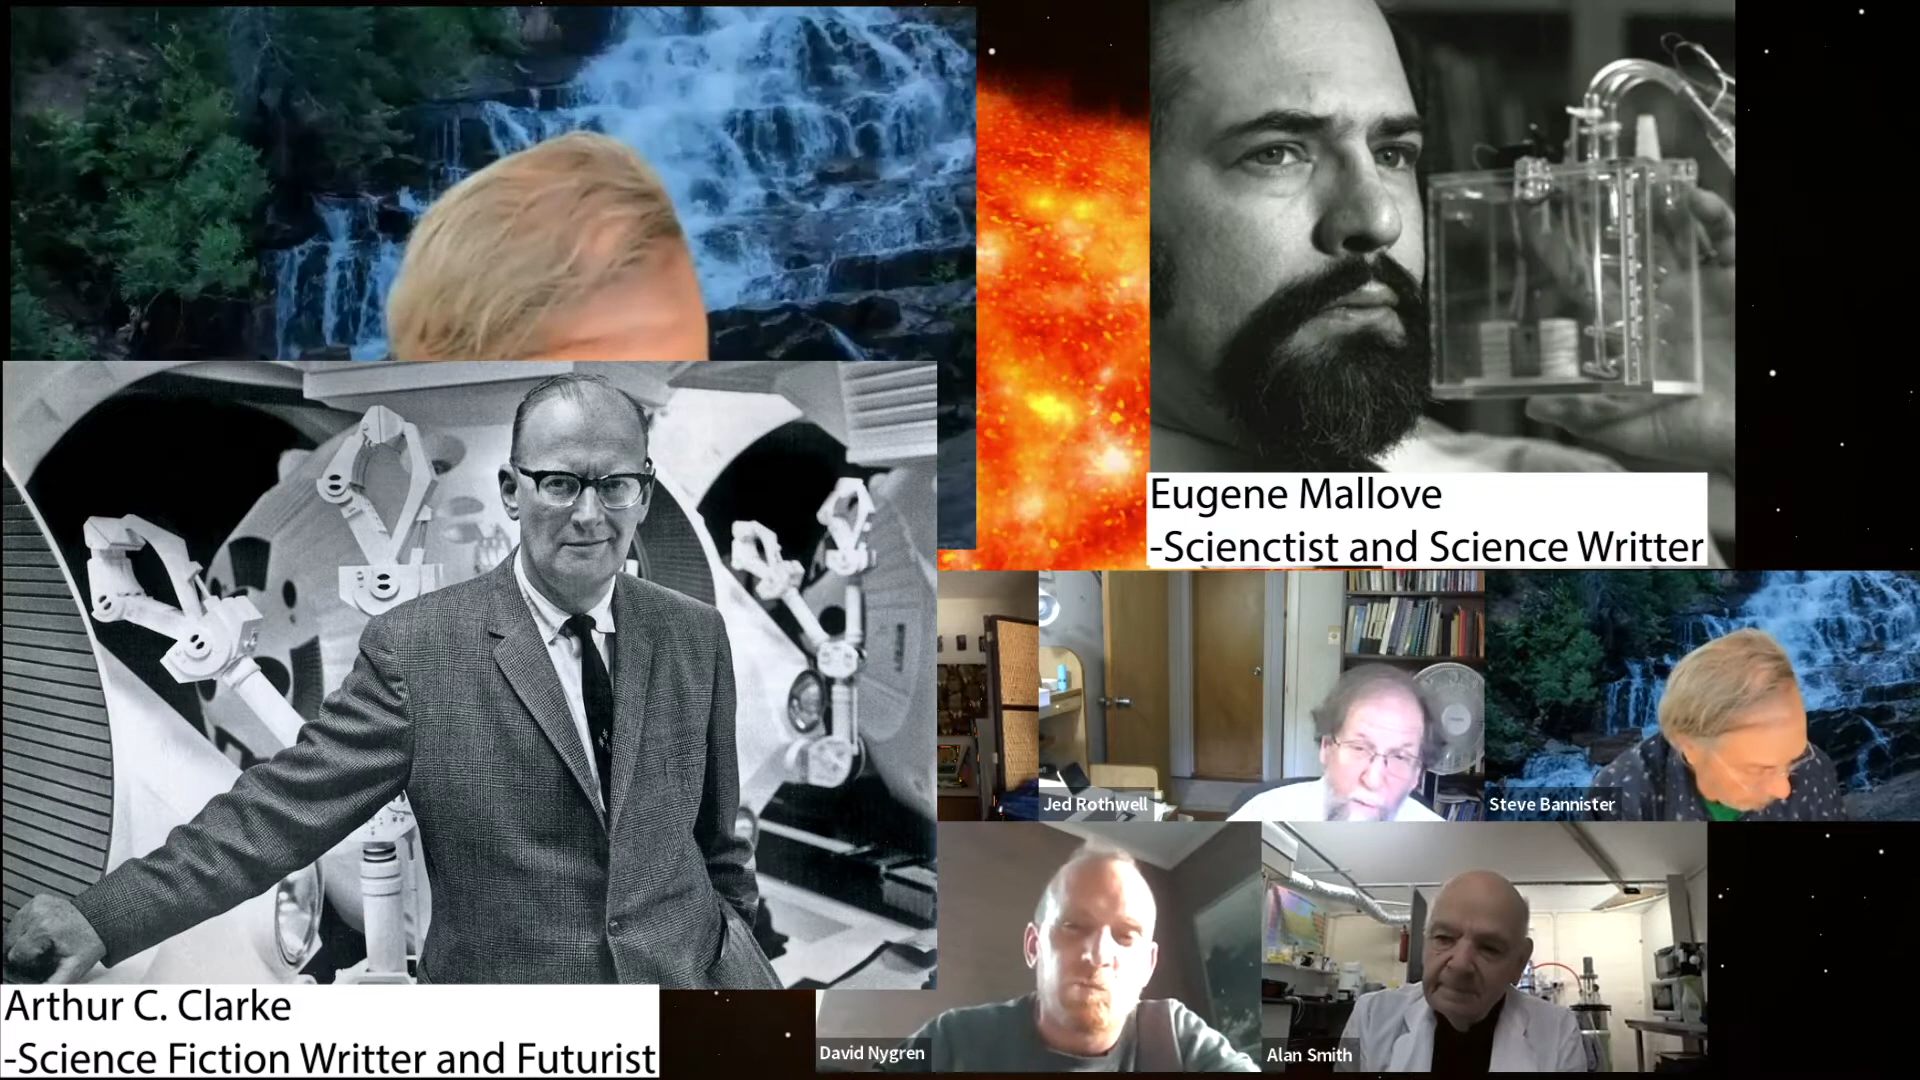 Eugene Mallove
-Scienctist and Science Writter
Jed Rothwell
Steve Bannister
Arthur C. Clarke
-Science Fiction Writter and Futurist
David Nygren
Alan Smith